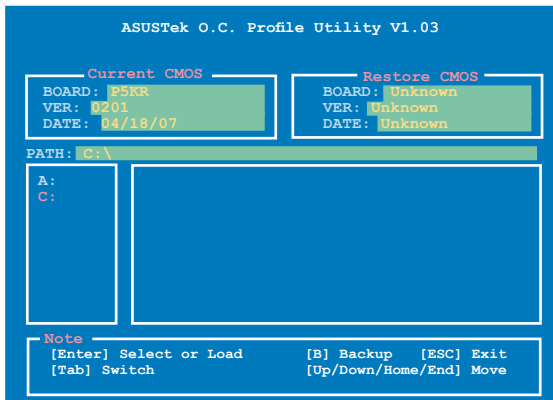 ASUSTek O.C. Profile Utility V1.03
Current CMOS
BOARD: P5KR
VER: 0201
DATE: 04/18/07
Restore CMOS
BOARD: Unknown
VER: Unknown
DATE: Unknown
PATH: C:\
A:
C:
Note
[Enter] Select or Load [B] Backup [ESC] Exit
[Tab] Switch [Up/Down/Home/End] Move